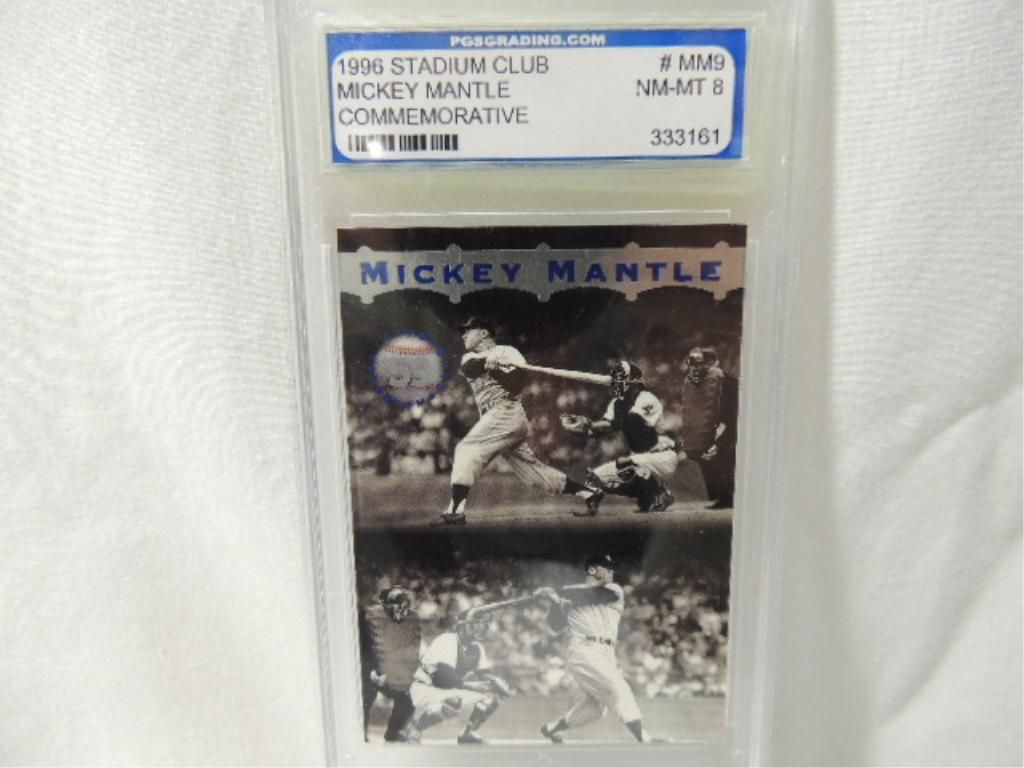 PGSGRADING.COM
1996 STADIUM CLUB # MM9
MICKEY MANTLE NM-MT 8
COMMEMORATIVE
333161
MICKEY MANTLE